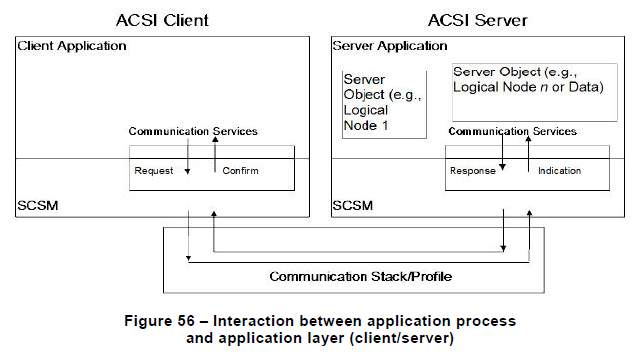 ACSI Client
ACSI Server
Client Application
Server Application
Server
Object (e.g.,
Logical
Node 1
Server Object (e.g.,
Logical Node n or Data)
Communication Services
Communication Services
Request
Confirm
Response
Indication
SCSM
SCSM
Communication Stack/Profile
Figure 56 – Interaction between application process
and application layer (client/server)